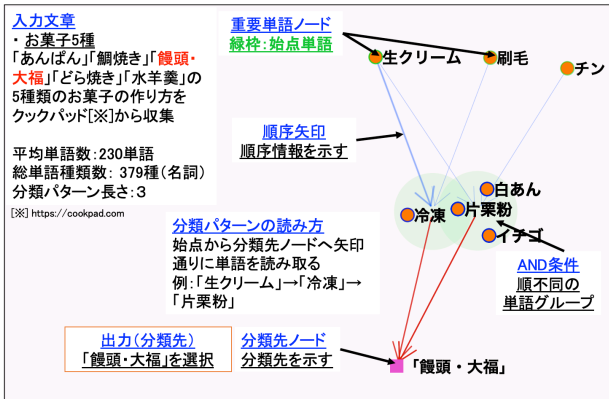 入力文章
・お菓子5種
「あんぱん」「鯛焼き」「饅頭・
大福」「どら焼き」「水羊羹」の
5種類のお菓子の作り方を
クックパッド[※]から収集
平均単語数:230単語
総単語種類数: 379種(名詞)
分類パターン長さ:3
[※] https://cookpad.com
重要単語ノード
緑枠:始点単語
生クリーム
刷毛
チン
順序矢印
順序情報を示す
白あん
冷凍
片栗粉
イチゴ
分類パターンの読み方
始点から分類先ノードへ矢印
通りに単語を読み取る
例:「生クリーム」→「冷凍」→
「片栗粉」
AND条件
順不同の
単語グループ
出力(分類先)
「饅頭・大福」を選択
分類先ノード
分類先を示す
「饅頭・大福」